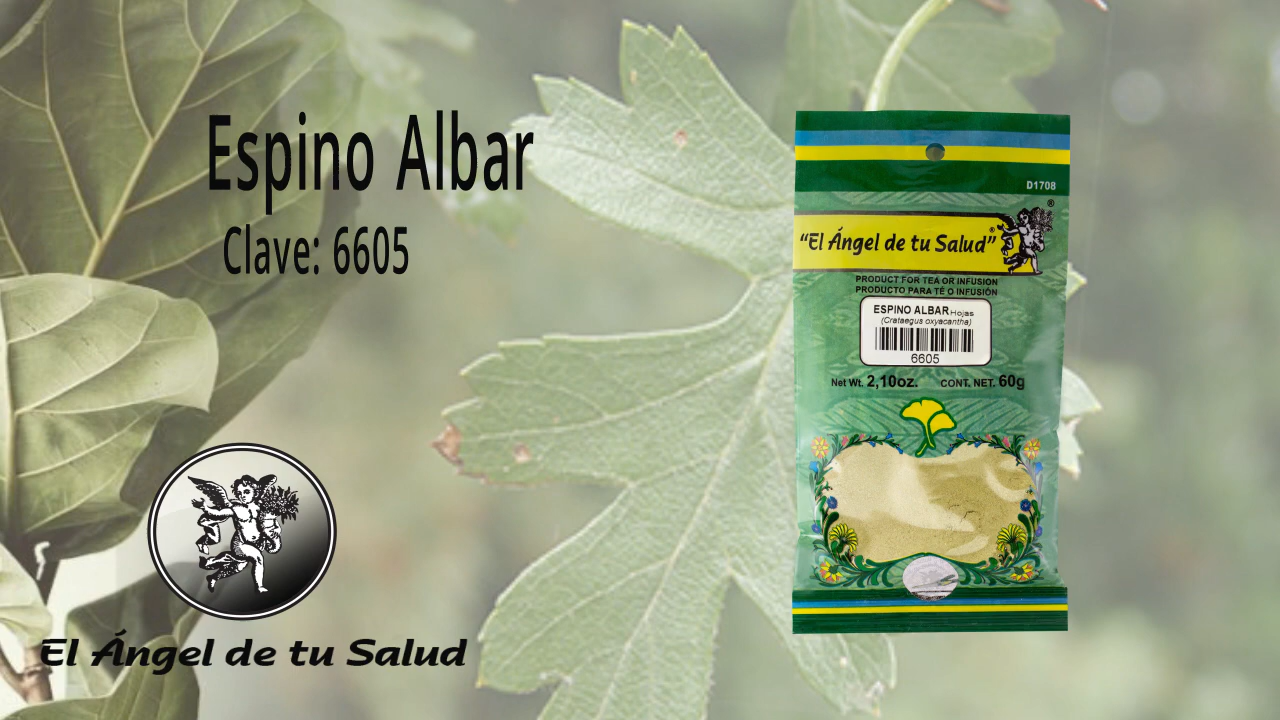 Espino Albar
Clave: 6605
El Ángel de tu Salud
D1708
®
"El Ángel de tu Salud"®
PRODUCT FOR TEA OR INFUSION
PRODUCTO PARA TÉ O INFUSIÓN
ESPINO ALBAR Hojas
(Crataegus oxyacantha)
6605
Net Wt. 2,10oz. CONT. NET. 60g